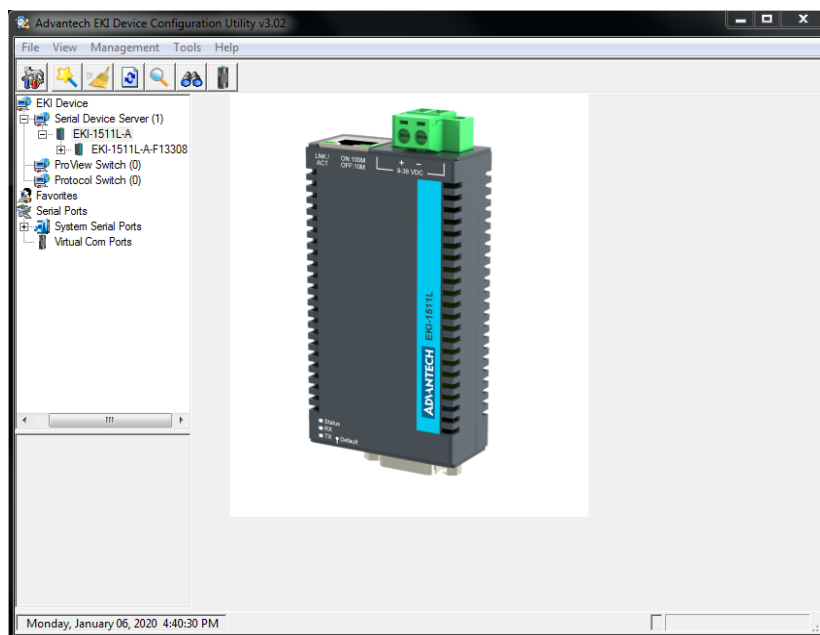 Advantech EKI Device Configuration Utility v3.02
File View Management Tools Help
EKI Device
Serial Device Server (1)
EKI-1511L-A
EKI-1511L-A-F13308
ProView Switch (0)
Protocol Switch (0)
Favorites
Serial Ports
System Serial Ports
Virtual Com Ports
LNK/ ACT ON:100M OFF:10M
+ -
9-36 VDC
ADVANTECH EKI-1511L
Status
RX
TX Default
Monday, January 06, 2020 4:40:30 PM